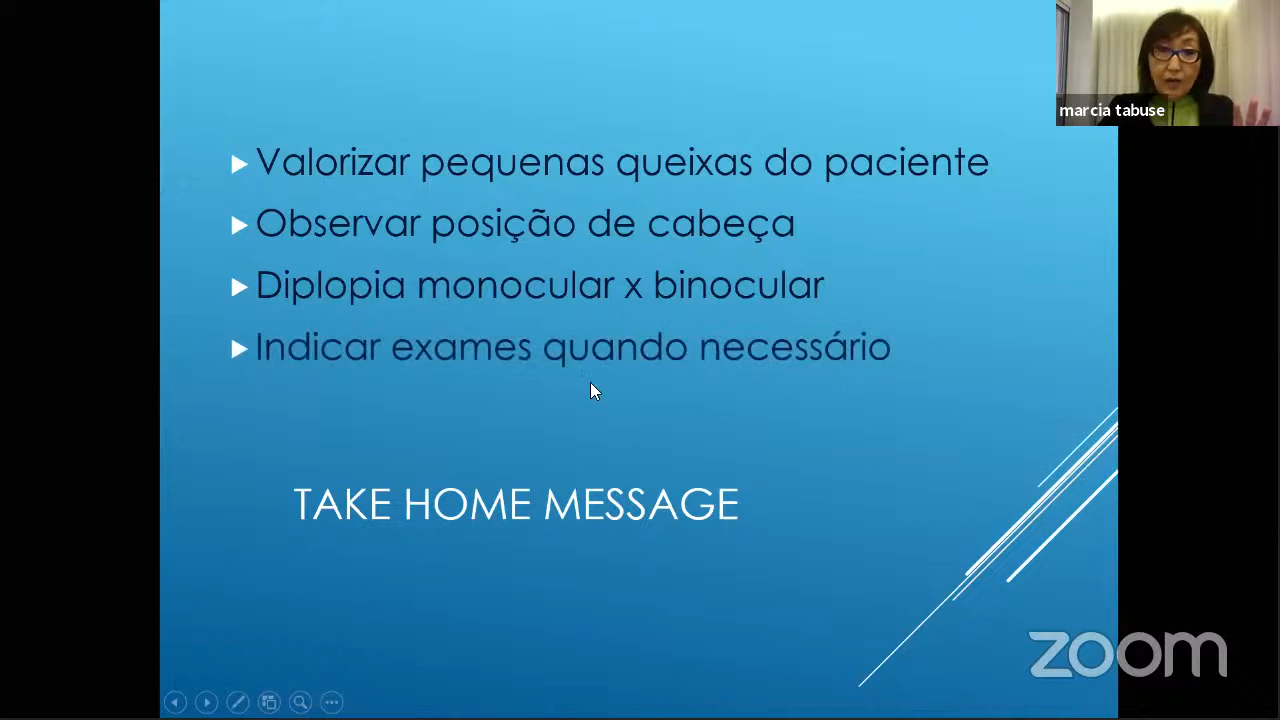 marcia tabuse
Valorizar pequenas queixas do paciente
Observar posição de cabeça
Diplopia monocular x binocular
Indicar exames quando necessário
TAKE HOME MESSAGE
zoom